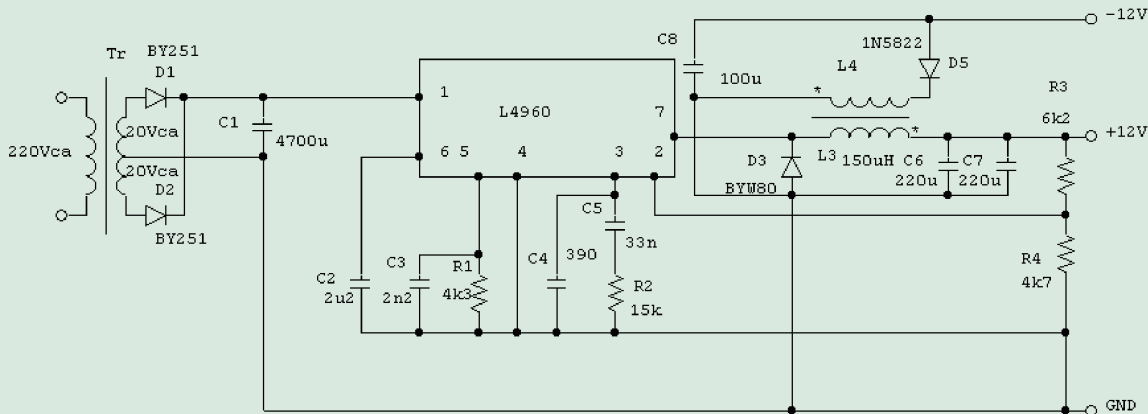 -12V
C8
1N5822
Tr
BY251
D1
L4
D5
100u
*
R3
1
L4960
7
6k2
C1
20Vca
4700u
*
+12V
220Vca
20Vca
6
5
4
3
2
D3
L3
150uH
C6
C7
D2
BYW80
220u
220u
BY251
C5
33n
C2
C3
R1
C4
390
R4
2u2
2n2
4k3
R2
4k7
15k
GND